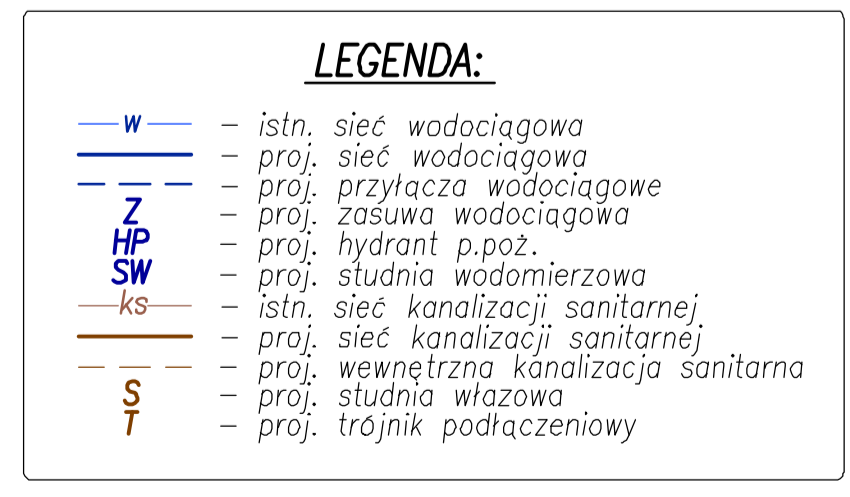 LEGENDA:
w – istn. sieć wodociągowa
– proj. sieć wodociągowa
– proj. przyłącza wodociągowe
Z – proj. zasuwa wodociągowa
HP – proj. hydrant p.poż.
SW – proj. studnia wodomierzowa
ks – istn. sieć kanalizacji sanitarnej
– proj. sieć kanalizacji sanitarnej
– proj. wewnętrzna kanalizacja sanitarna
S – proj. studnia włazowa
T – proj. trójnik podłączeniowy